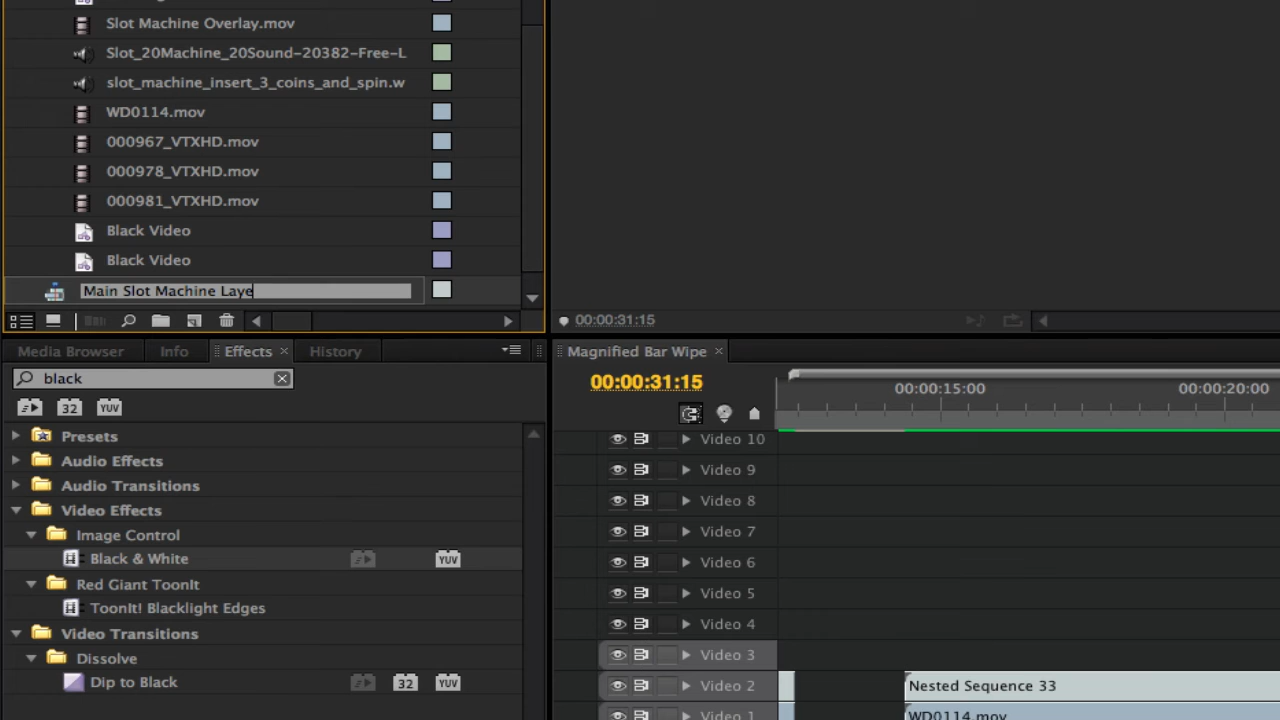 Slot Machine Overlay.mov
Slot_20Machine_20Sound-20382-Free-L
slot_machine_insert_3_coins_and_spin.w
WD0114.mov
000967_VTXHD.mov
000978_VTXHD.mov
000981_VTXHD.mov
Black Video
Black Video
Main Slot Machine Laye
00:00:31:15
Media Browser Info Effects × History
Magnified Bar Wipe ×
black
00:00:31:15
00:00:15:00 00:00:20:00
32 YUV
Presets
Audio Effects
Audio Transitions
Video Effects
Image Control
Black & White YUV
Red Giant ToonIt
ToonIt! Blacklight Edges
Video Transitions
Dissolve
Dip to Black 32 YUV
Video 10
Video 9
Video 8
Video 7
Video 6
Video 5
Video 4
Video 3
Video 2 Nested Sequence 33
Video 1 WD0114.mov